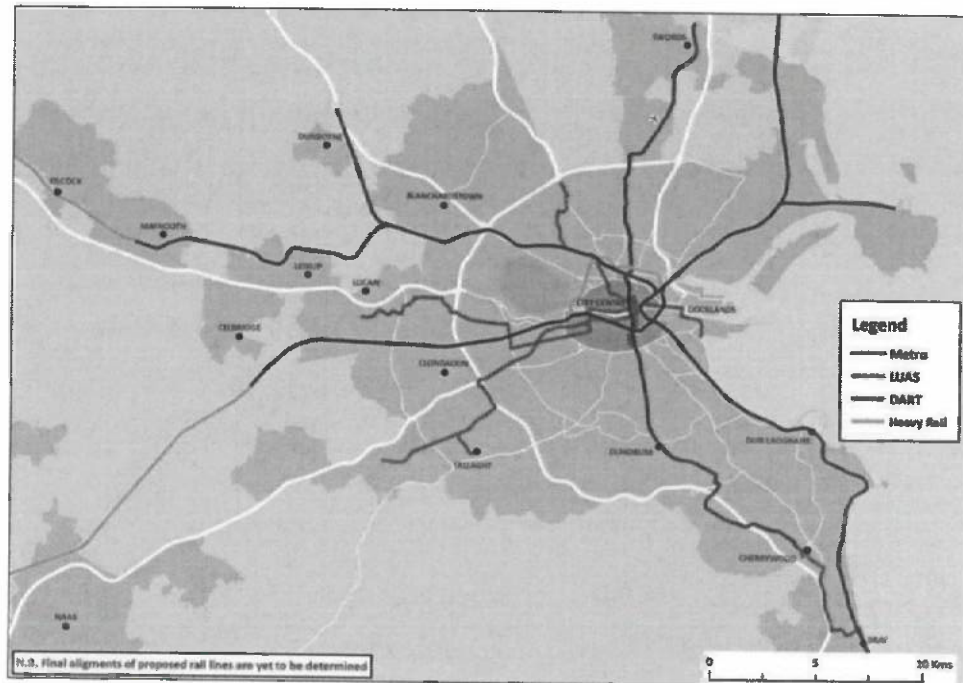 SWORDS
DUNBOYNE
KILCOCK
BLANCHARDSTOWN
MAYNOOTH
LEIXLIP
LUCAN
CITY CENTRE
DOCKLANDS
CELBRIDGE
CLONDALKIN
Legend
Metro
LUAS
DART
Heavy Rail
DUN LAOGHAIRE
TALLAGHT
DUNDRUM
CHERRYWOOD
NAAS
BRAY
N.B. Final aligments of proposed rail lines are yet to be determined
0 5 10 Kms